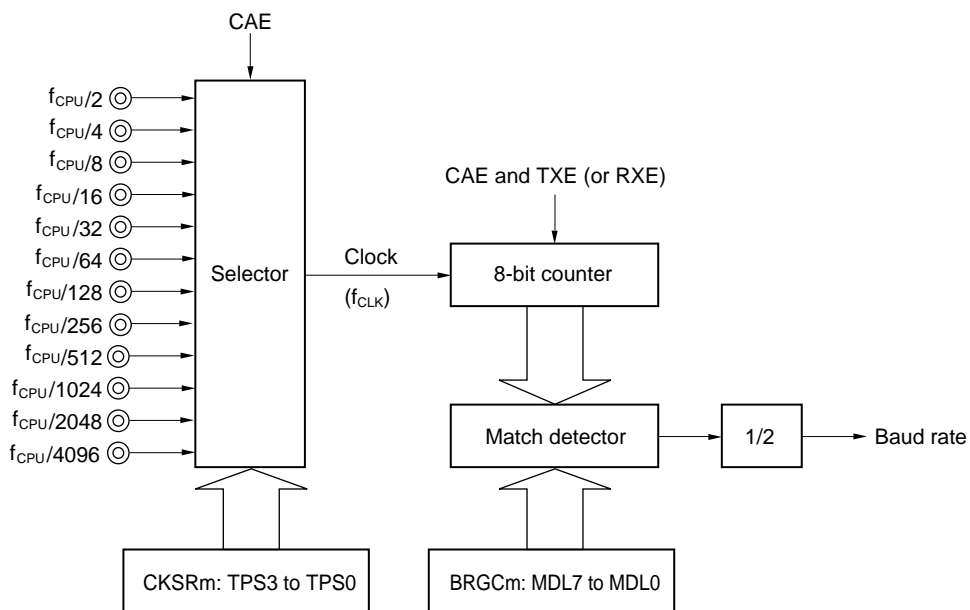 CAE
fCPU/2
fCPU/4
fCPU/8
fCPU/16
fCPU/32
fCPU/64
fCPU/128
fCPU/256
fCPU/512
fCPU/1024
fCPU/2048
fCPU/4096
Selector
Clock
(fCLK)
CAE and TXE (or RXE)
8-bit counter
Match detector
1/2
Baud rate
CKSRm: TPS3 to TPS0
BRGCm: MDL7 to MDL0